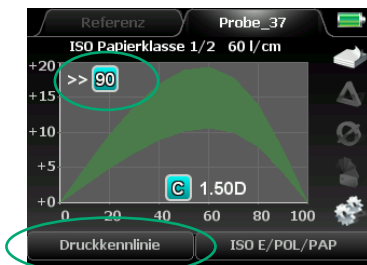 Referenz Probe_37
ISO Papierklasse 1/2 60 l/cm
+20
>> 90
+15
+10
+5
C 1.50D
+0
0 20 40 60 80 100
Druckkennlinie ISO E/POL/PAP